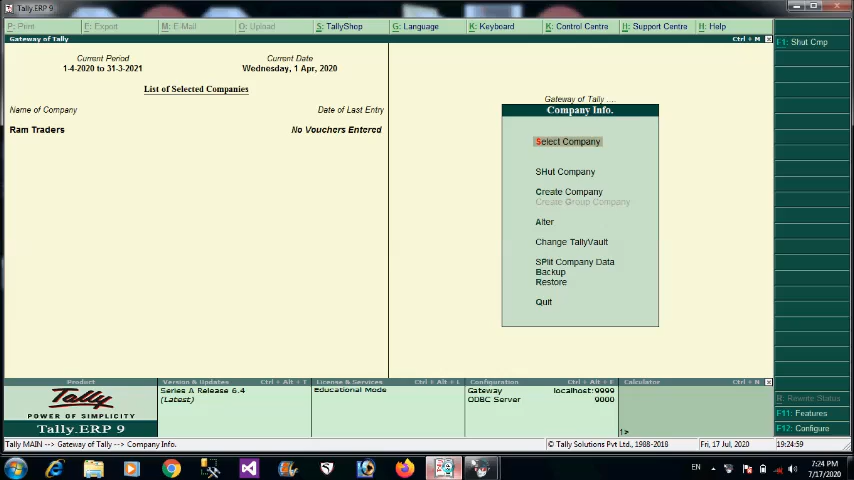 Tally.ERP 9
P: Print
E: Export
M: E-Mail
O: Upload
S: TallyShop
G: Language
K: Keyboard
K: Control Centre
H: Support Centre
H: Help
F1: Shut Cmp
Gateway of Tally
Ctrl + M
Current Period
Current Date
1-4-2020 to 31-3-2021
Wednesday, 1 Apr, 2020
List of Selected Companies
Name of Company
Date of Last Entry
Ram Traders
No Vouchers Entered
Gateway of Tally ....
Company Info.
Select Company
SHut Company
Create Company
Create Group Company
Alter
Change TallyVault
SPlit Company Data
Backup
Restore
Quit
Product
Version & Updates
Ctrl + Alt + T
License & Services
Ctrl + Alt + L
Configuration
Ctrl + Alt + F
Calculator
Ctrl + N
Tally
POWER OF SIMPLICITY
Tally.ERP 9
Series A Release 6.4
(Latest)
Educational Mode
Gateway
localhost:9999
ODBC Server
9000
1>
R: Rewrite Status
F11: Features
F12: Configure
Tally MAIN --> Gateway of Tally --> Company Info.
© Tally Solutions Pvt Ltd., 1988-2018
Fri, 17 Jul, 2020
19:24:59
EN
7:24 PM
7/17/2020